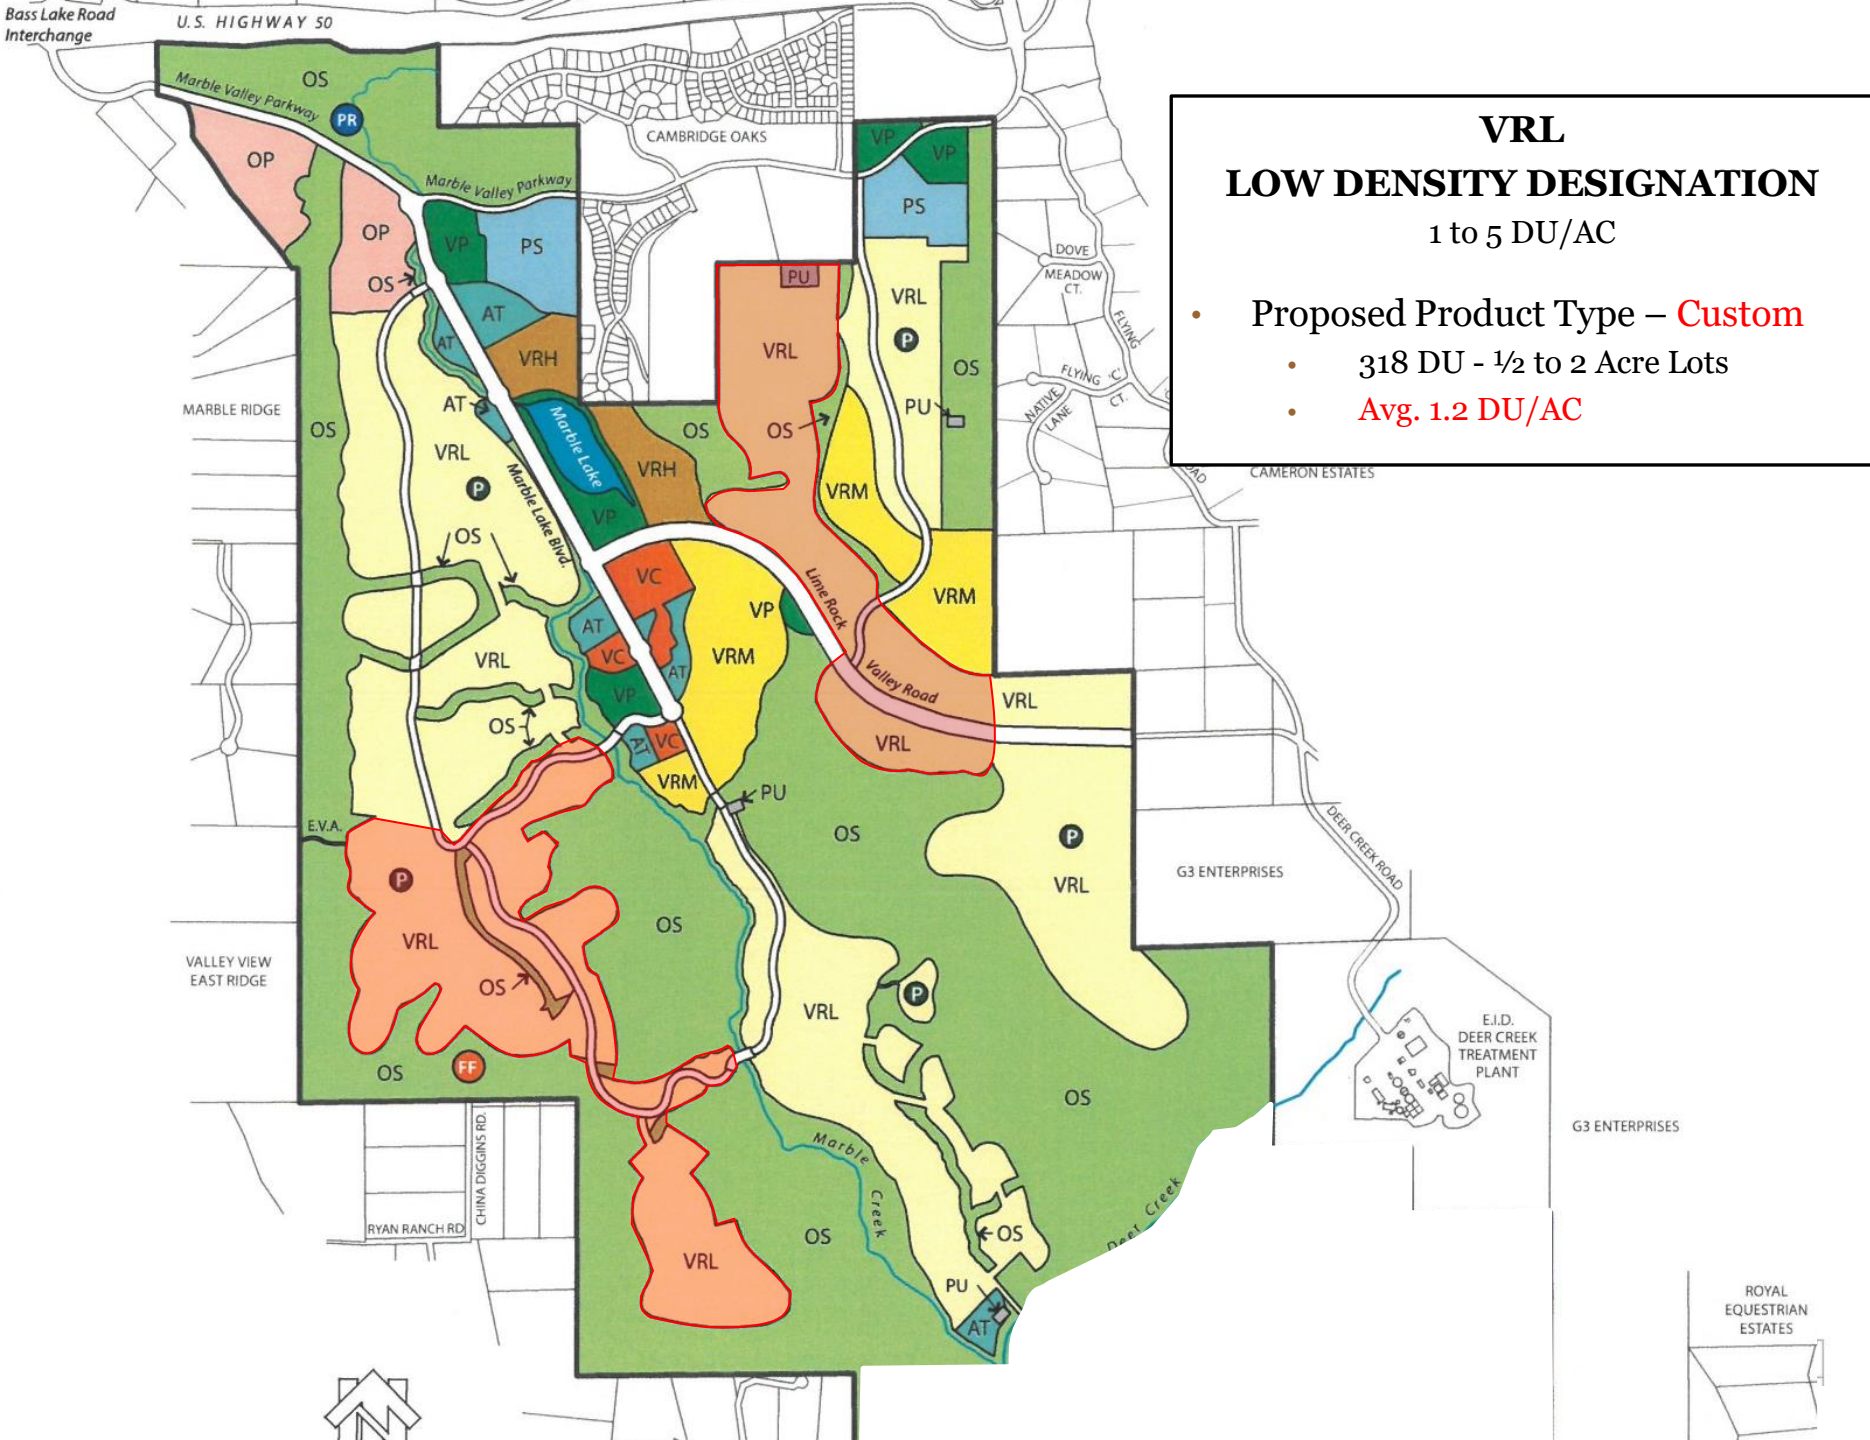 Bass Lake Road
Interchange
U.S. HIGHWAY 50
OS
Marble Valley Parkway
PR
OP
CAMBRIDGE OAKS
VP
VP
Marble Valley Parkway
PS
OP
VP
PS
OS
PU
VRL
AT
AT
VRH
VRL
P
OS
DOVE
MEADOW
CT.
FLYING
FLYING 'C'
CT.
NATIVE
LANE
VRL
LOW DENSITY DESIGNATION
1 to 5 DU/AC
• Proposed Product Type – Custom
• 318 DU - ½ to 2 Acre Lots
• Avg. 1.2 DU/AC
CAMERON ESTATES
OAD
MARBLE RIDGE
OS
AT
VRL
P
Marble Lake
Marble Lake Blvd.
VRH
OS
OS
PU
VRM
VP
OS
VC
Lime Rock
Valley Road
VP
VRM
AT
VC
AT
VRM
VRL
VP
VRL
OS
AT
VC
VRL
VRM
PU
E.V.A.
OS
P
VRL
P
G3 ENTERPRISES
DEER CREEK ROAD
VRL
OS
VALLEY VIEW
EAST RIDGE
OS
P
VRL
E.I.D.
DEER CREEK
TREATMENT
PLANT
OS
FF
OS
G3 ENTERPRISES
CHINA DIGGINS RD.
RYAN RANCH RD
Marble
Creek
Deer Creek
OS
OS
VRL
PU
AT
ROYAL
EQUESTRIAN
ESTATES
N